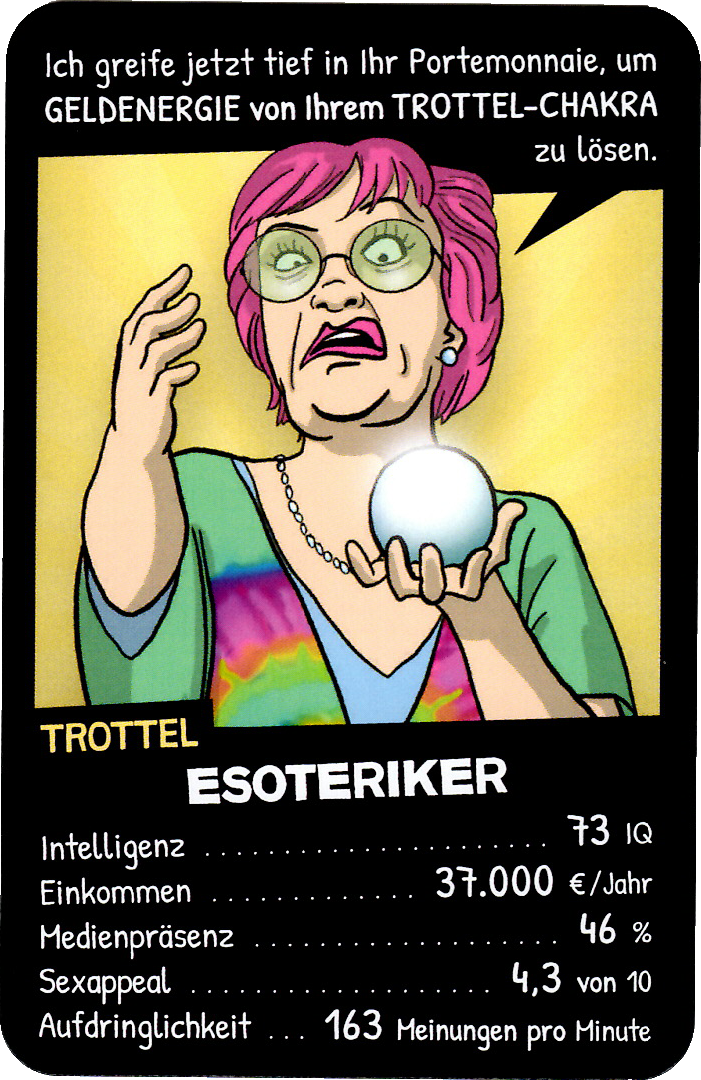 Ich greife jetzt tief in Ihr Portemonnaie, um
GELDENERGIE von Ihrem TROTTEL-CHAKRA
zu lösen.
TROTTEL
ESOTERIKER
Intelligenz ........................ 73 IQ
Einkommen ............. 37.000 €/Jahr
Medienpräsenz .................... 46 %
Sexappeal .................... 4,3 von 10
Aufdringlichkeit ... 163 Meinungen pro Minute